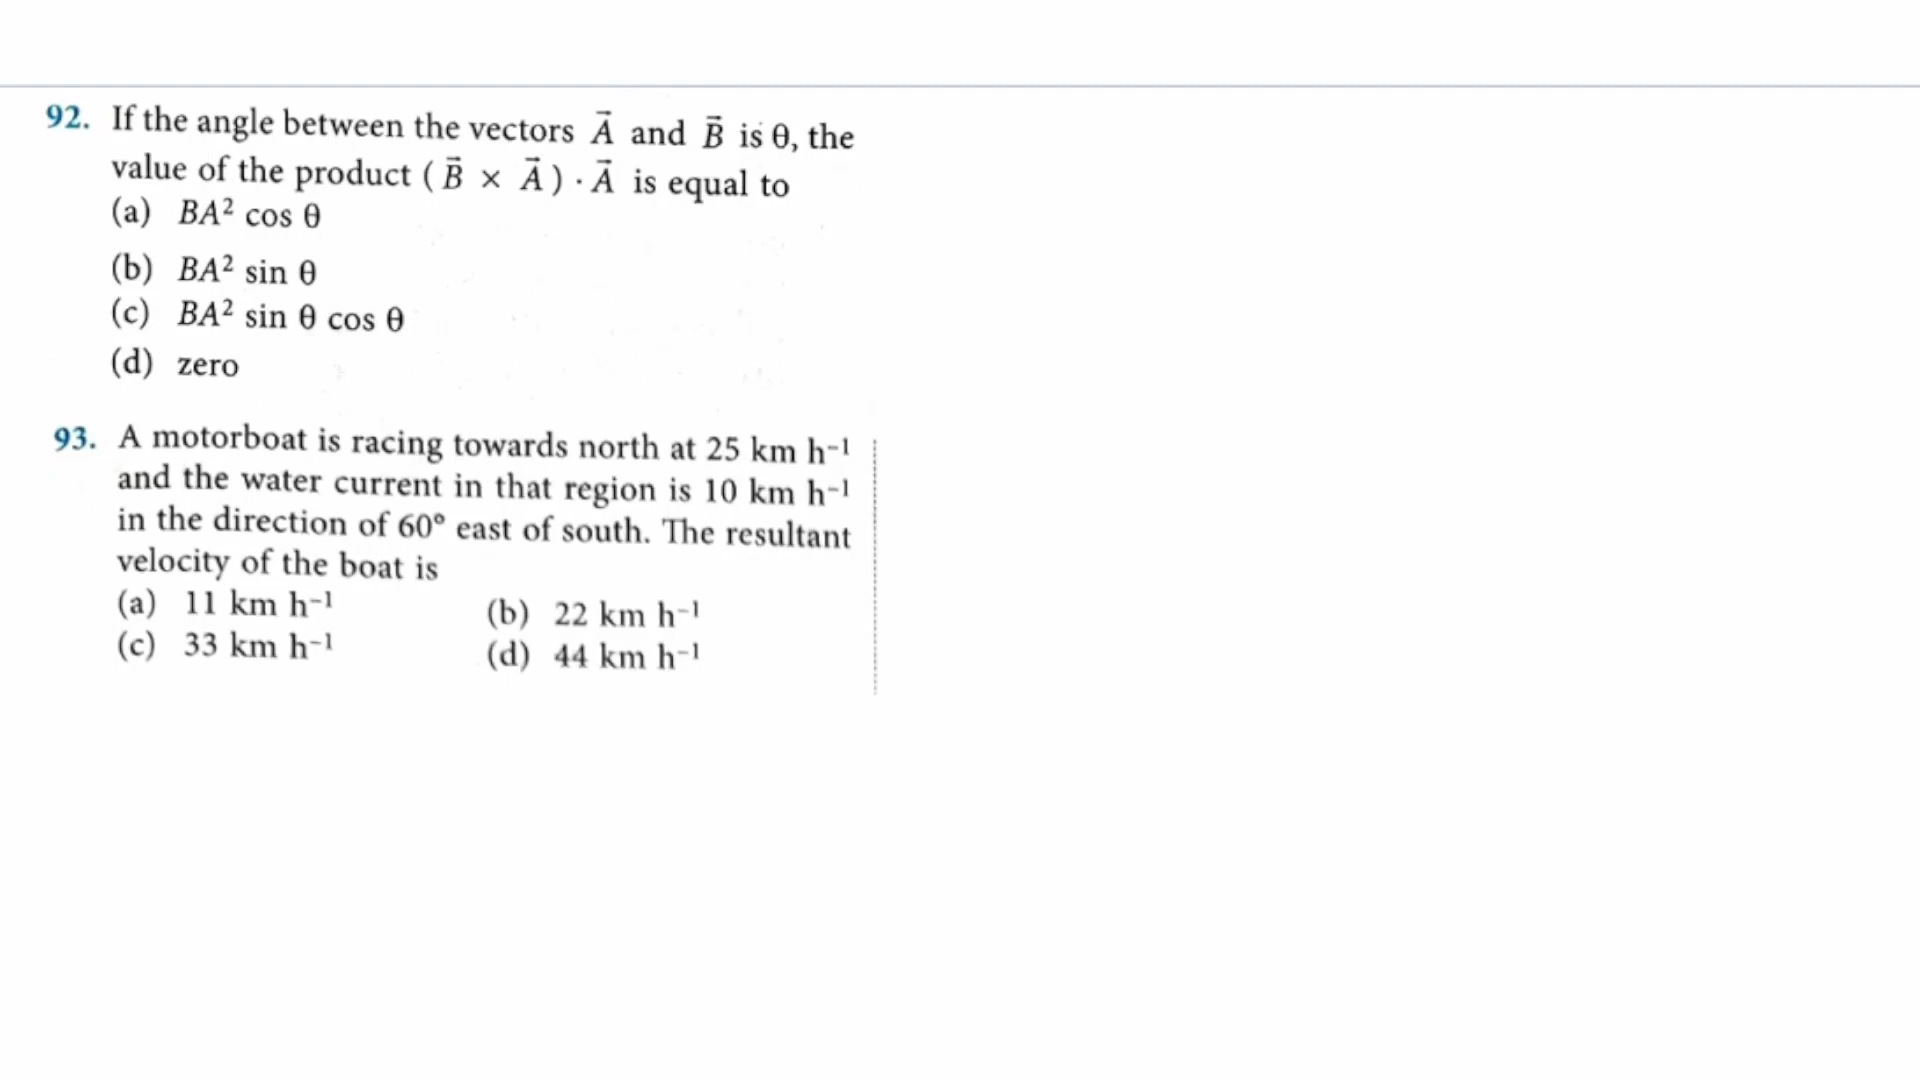 92. If the angle between the vectors A⃗ and B⃗ is θ, the
value of the product ( B⃗ × A⃗ ) · A⃗ is equal to
(a) BA² cos θ
(b) BA² sin θ
(c) BA² sin θ cos θ
(d) zero
93. A motorboat is racing towards north at 25 km h⁻¹
and the water current in that region is 10 km h⁻¹
in the direction of 60° east of south. The resultant
velocity of the boat is
(a) 11 km h⁻¹ (b) 22 km h⁻¹
(c) 33 km h⁻¹ (d) 44 km h⁻¹